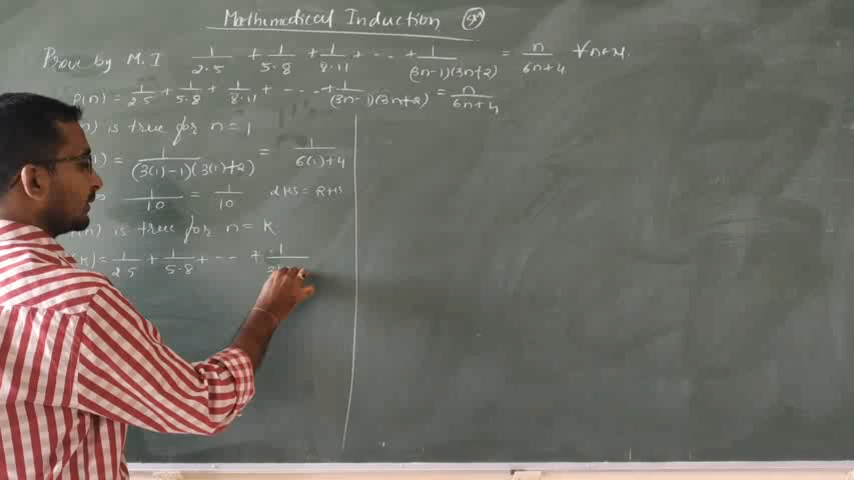 Mathematical Induction
Prove by M.I 1/2·5 + 1/5·8 + 1/8·11 + ··· + 1/(3n-1)(3n+2) = n/6n+4 ∀ n∈N.
P(n) = 1/2·5 + 1/5·8 + 1/8·11 + ---- + 1/(3n-1)(3n+2) = n/6n+4
n) is true for n = 1
1) = 1/(3(1)-1)(3(1)+2) = 1/6(1)+4
1/10 = 1/10 LHS = RHS
n) is true for n = K
K) = 1/2·5 + 1/5·8 + --- + 1/